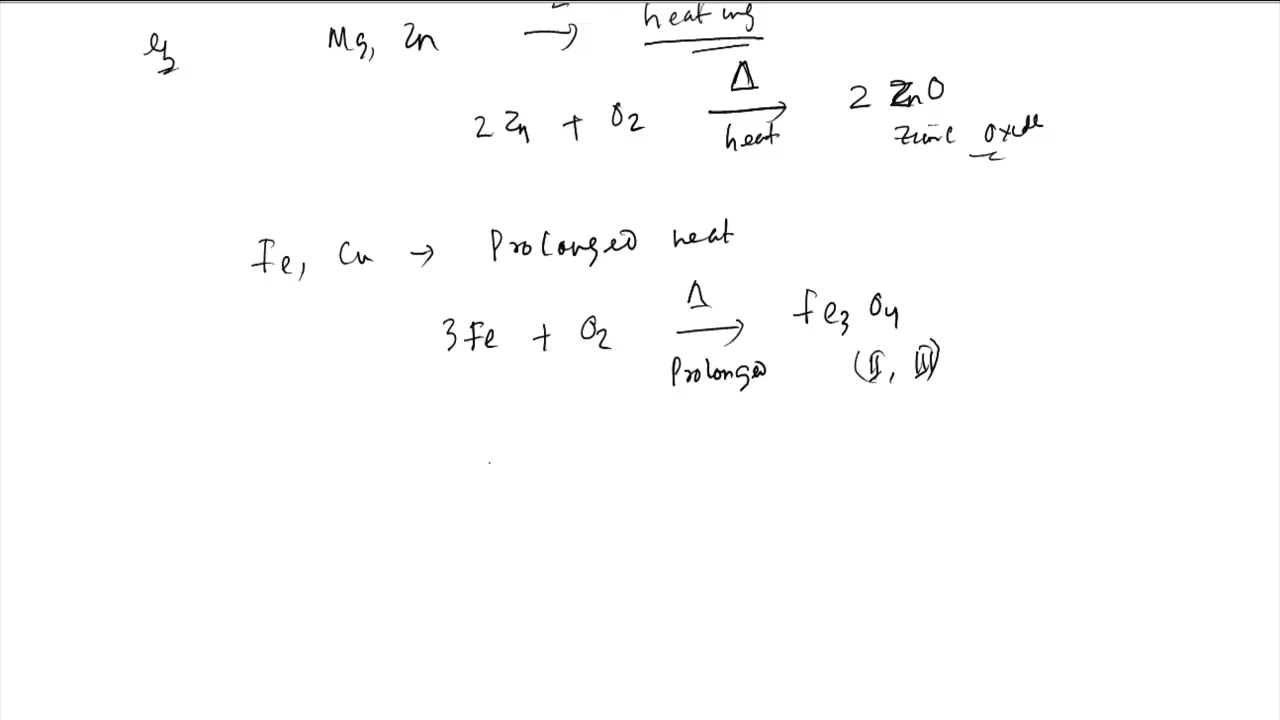 eg Mg, Zn → heating
2 Zn + O2 Δ→ heat 2 ZnO
Zinc Oxide
Fe, Cu → Prolonged heat
3Fe + O2 Δ→ Prolonged Fe3 O4
(II, III)